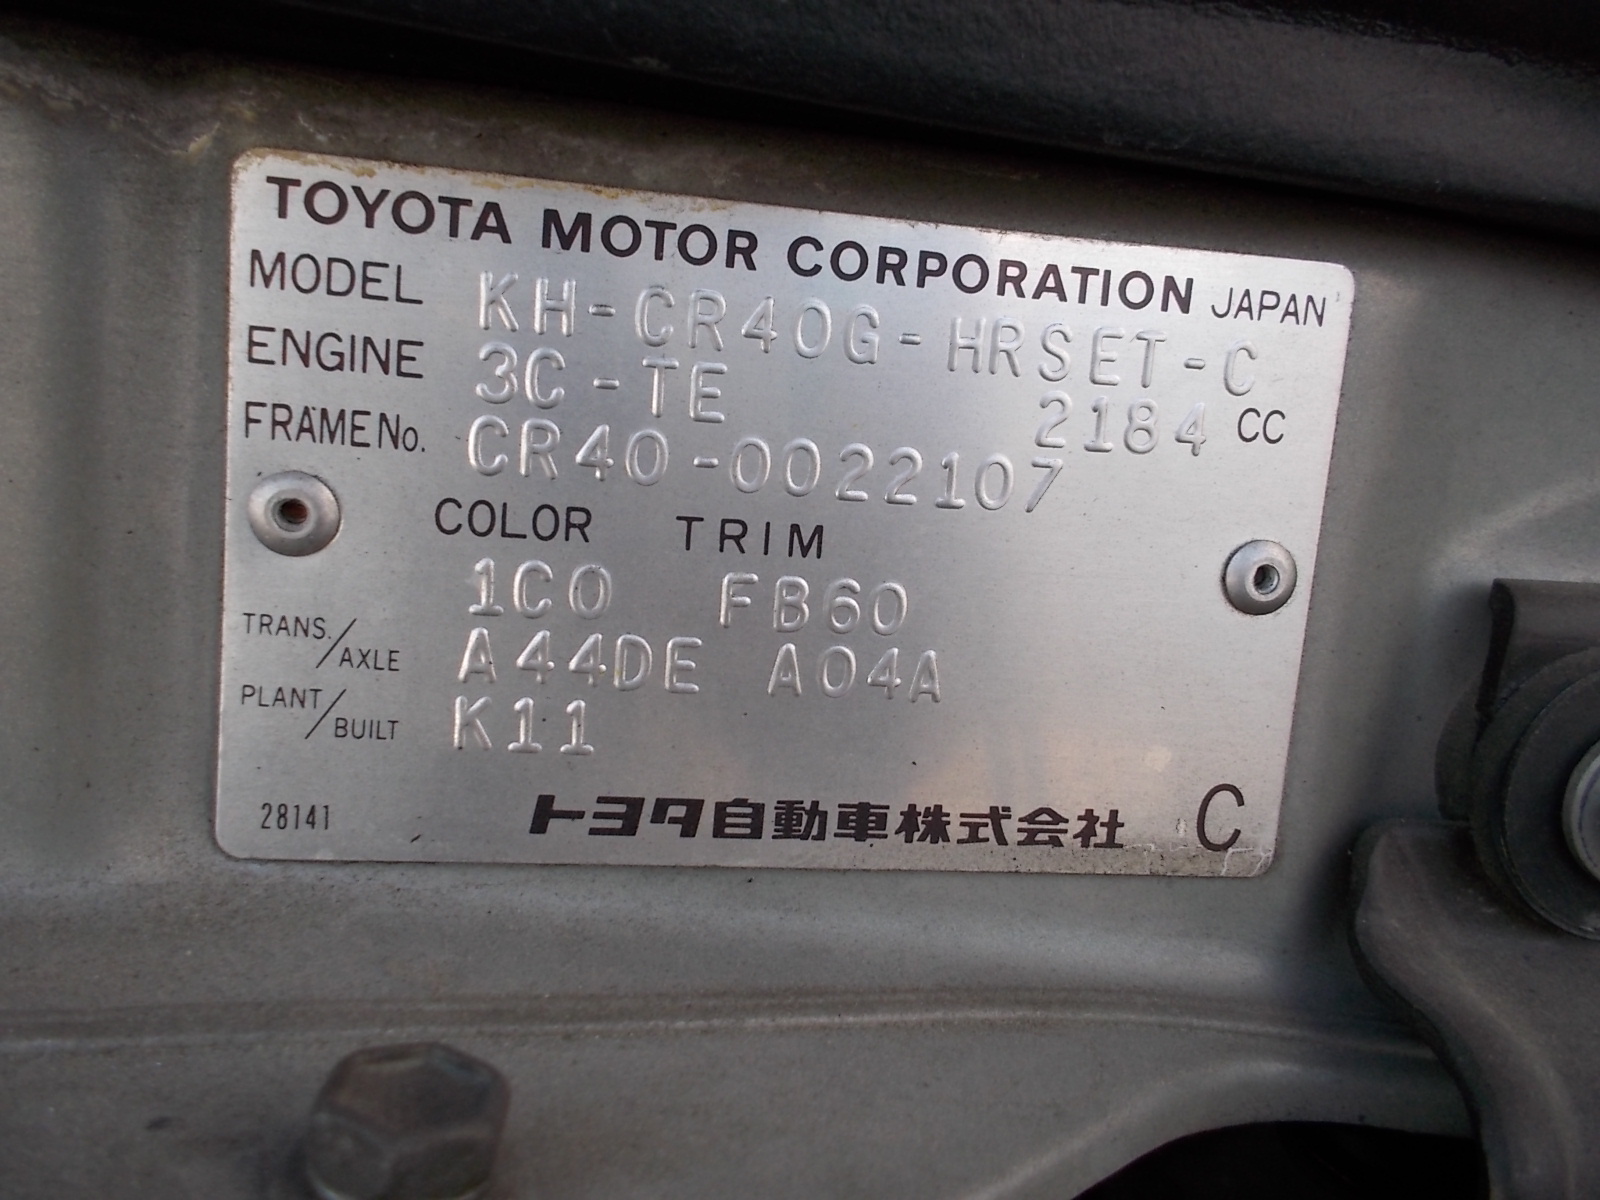 TOYOTA MOTOR CORPORATION JAPAN
MODEL KH-CR40G-HRSET-C
ENGINE 3C-TE 2184 CC
FRAME No. CR40-0022107
COLOR TRIM
1C0 FB60
TRANS./AXLE A44DE A04A
PLANT/BUILT K11
28141 トヨタ自動車株式会社 C